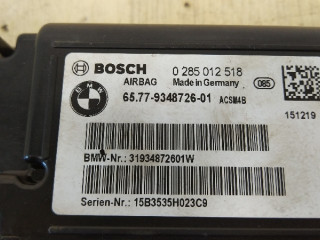 BOSCH 0 285 012 518
AIRBAG Made in Germany 085
BMW 65.77-9348726-01 ACSM4B
151219
BMW-Nr.: 31934872601W
Serien-Nr.: 15B3535H023C9